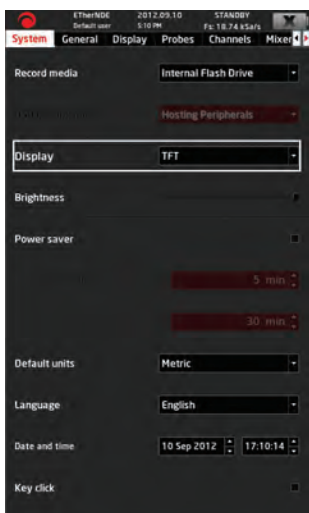 ETherNDE 2012.09.10 STANDBY
Default user 5:10 PM Fs: 18.74 kSa/s X
System General Display Probes Channels Mixer
Record media Internal Flash Drive
Hosting Peripherals
Display TFT
Brightness
Power saver
5 min
30 min
Default units Metric
Language English
Date and time 10 Sep 2012 17:10:14
Key click